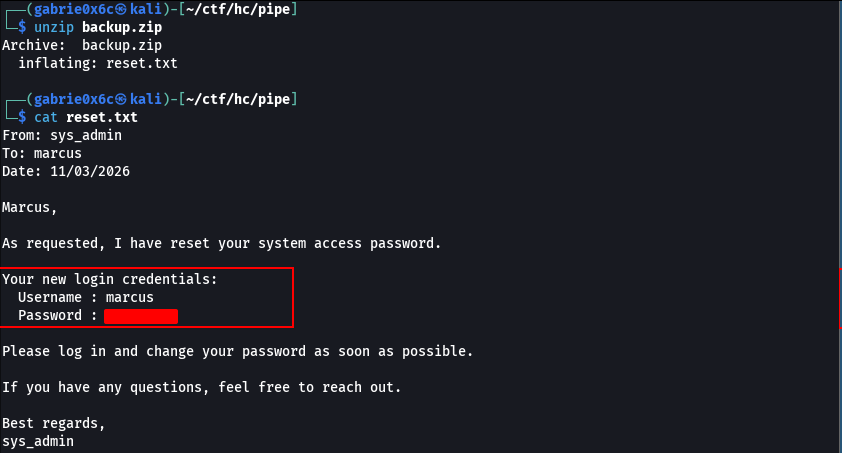 ┌──(gabrie0x6c㉿kali)-[~/ctf/hc/pipe]
└─$ unzip backup.zip
Archive:  backup.zip
  inflating: reset.txt
┌──(gabrie0x6c㉿kali)-[~/ctf/hc/pipe]
└─$ cat reset.txt
From: sys_admin
To: marcus
Date: 11/03/2026
Marcus,
As requested, I have reset your system access password.
Your new login credentials:
  Username : marcus
  Password :
Please log in and change your password as soon as possible.
If you have any questions, feel free to reach out.
Best regards,
sys_admin